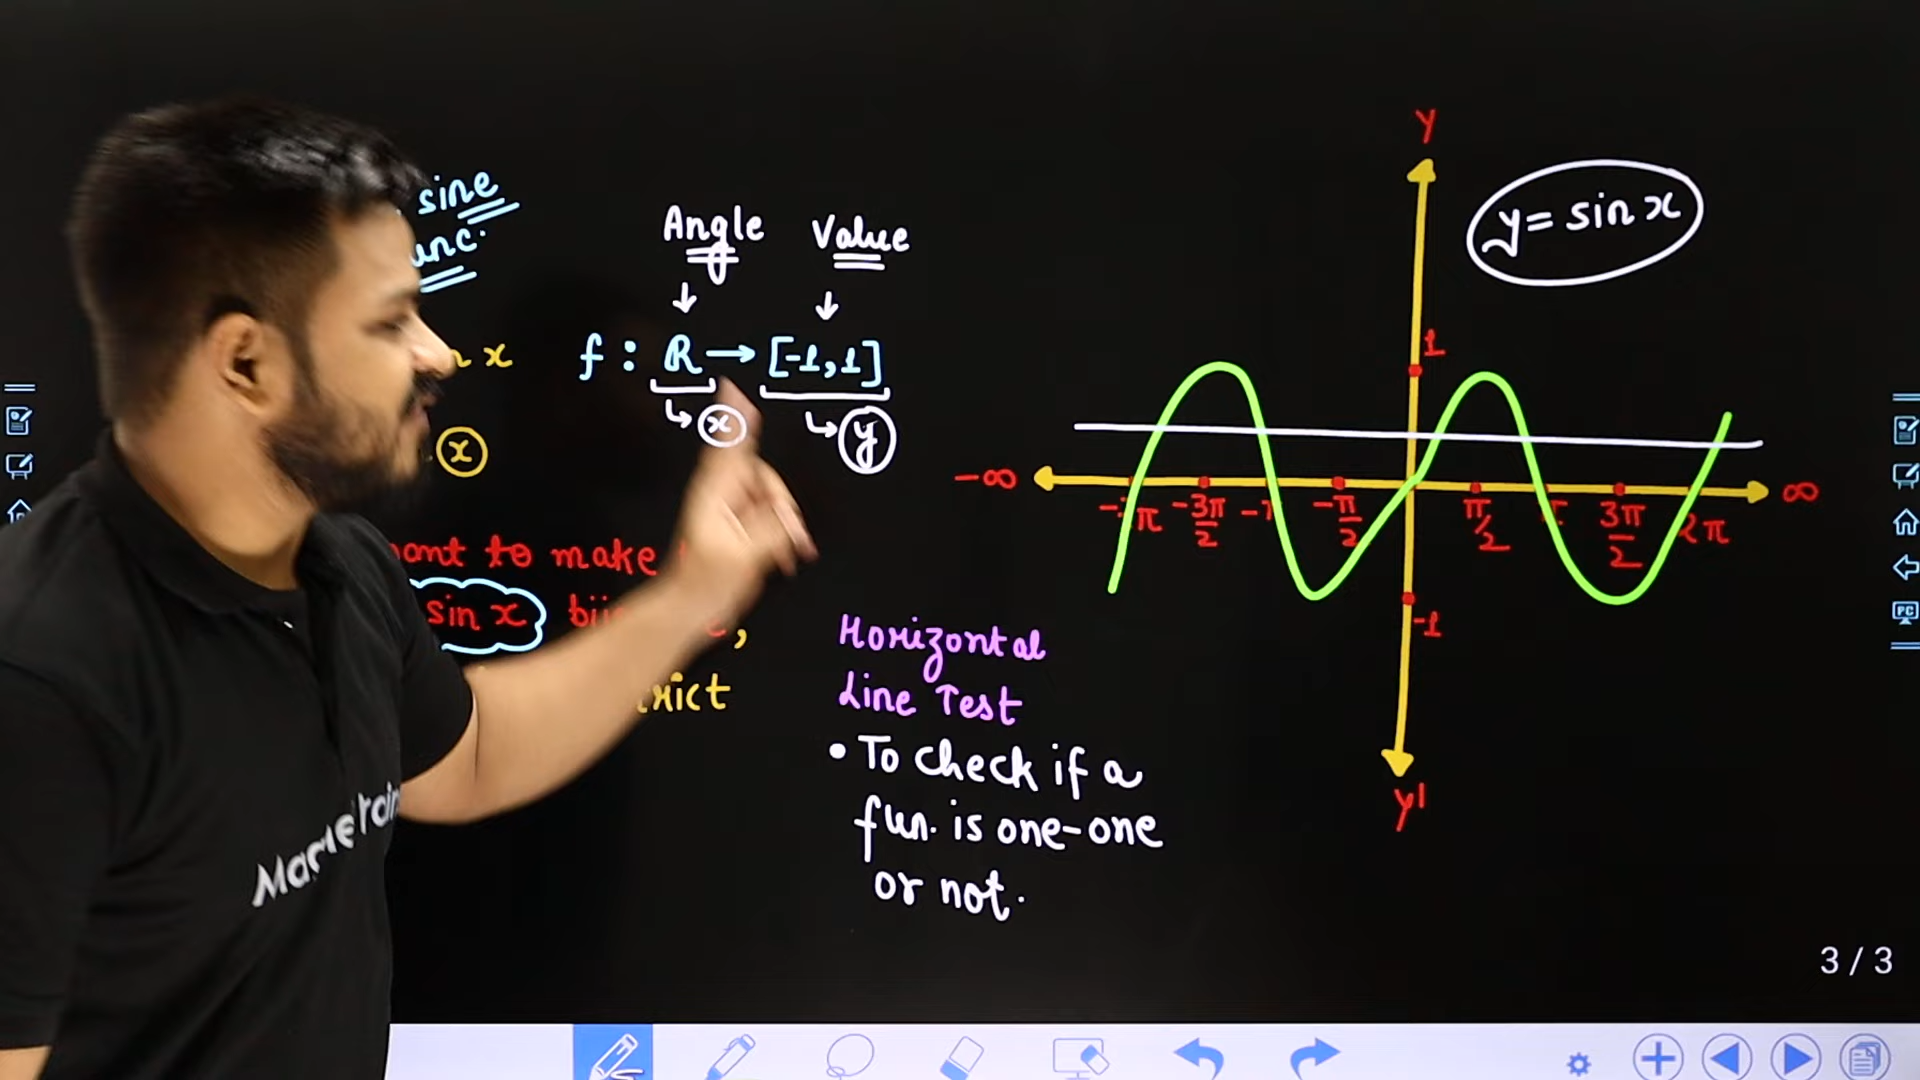 sine
Angle Value
↓ ↓
x f : R → [-1,1]
↳ x ↳ y
x
to make
sin x
,
Horizontal
Line Test
• To check if a
fun. is one-one
or not.
y
y = sin x
1
-∞ ∞
-3π/2 -π/2 π/2 3π/2 2π
-1
y'
3 / 3
PC